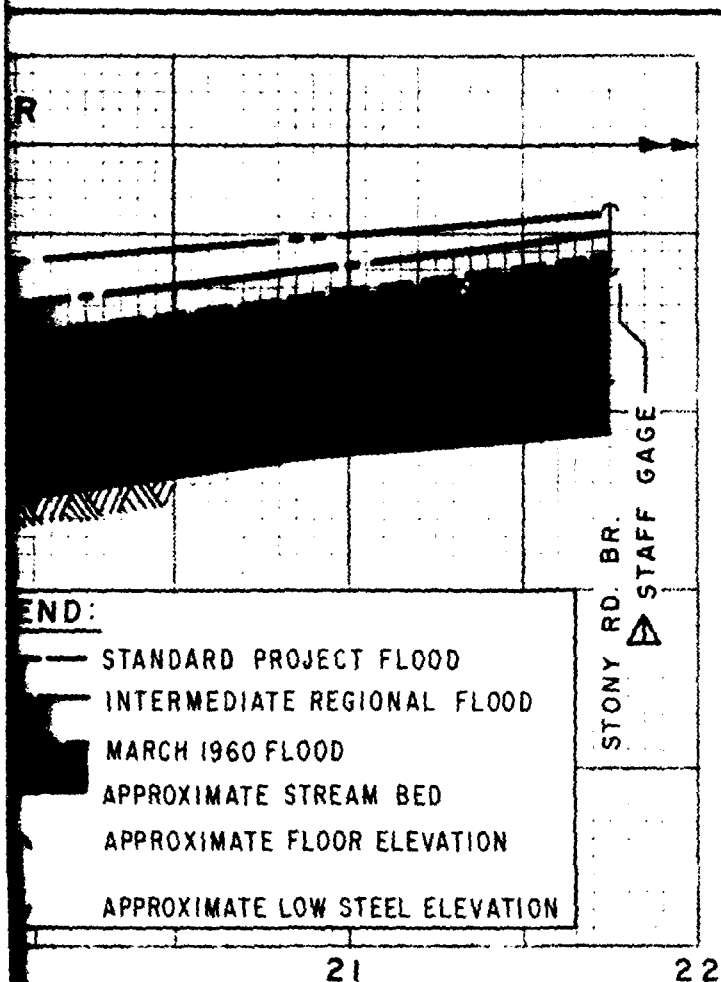 R
END:
STANDARD PROJECT FLOOD
INTERMEDIATE REGIONAL FLOOD
MARCH 1960 FLOOD
APPROXIMATE STREAM BED
APPROXIMATE FLOOR ELEVATION
APPROXIMATE LOW STEEL ELEVATION
STONY RD. BR.
STAFF GAGE
21
22